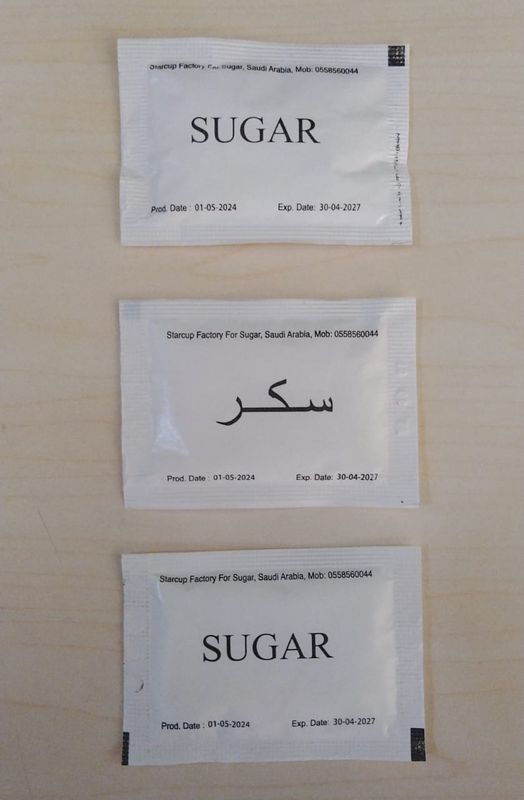 Starcup Factory For Sugar, Saudi Arabia, Mob: 0558560044
SUGAR
Prod. Date : 01-05-2024 Exp. Date: 30-04-2027
Starcup Factory For Sugar, Saudi Arabia, Mob: 0558560044
سكر
Prod. Date : 01-05-2024 Exp. Date: 30-04-2027
Starcup Factory For Sugar, Saudi Arabia, Mob: 0558560044
SUGAR
Prod. Date : 01-05-2024 Exp. Date: 30-04-2027